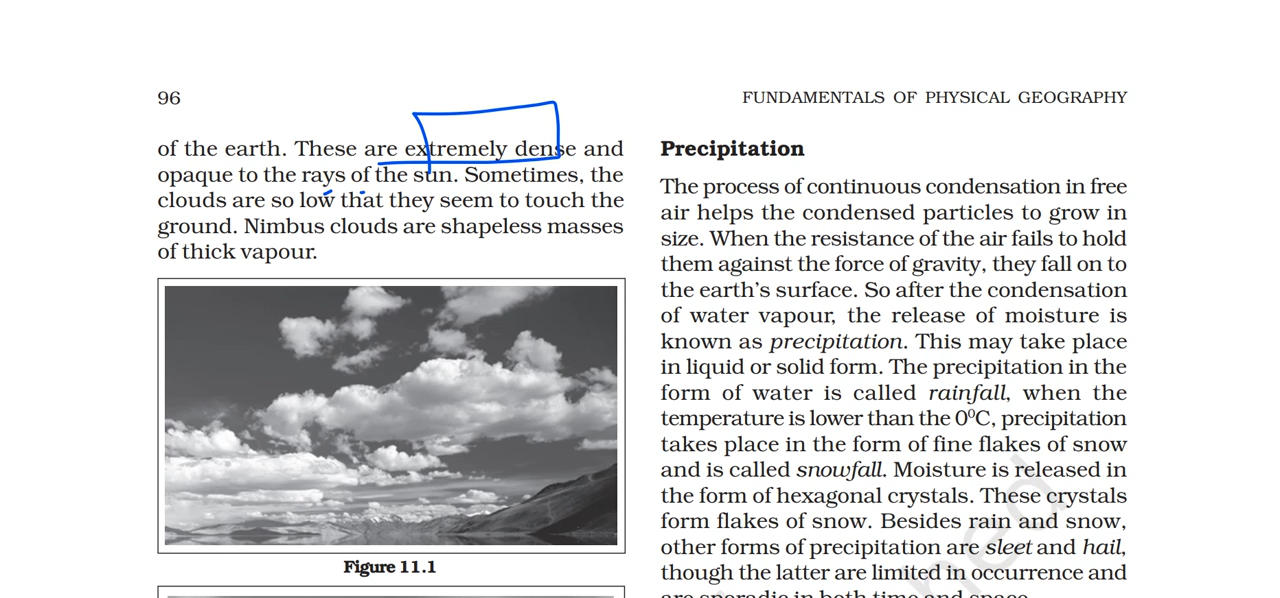 96
FUNDAMENTALS OF PHYSICAL GEOGRAPHY
of the earth. These are extremely dense and
opaque to the rays of the sun. Sometimes, the
clouds are so low that they seem to touch the
ground. Nimbus clouds are shapeless masses
of thick vapour.
Figure 11.1
Precipitation
The process of continuous condensation in free
air helps the condensed particles to grow in
size. When the resistance of the air fails to hold
them against the force of gravity, they fall on to
the earth's surface. So after the condensation
of water vapour, the release of moisture is
known as precipitation. This may take place
in liquid or solid form. The precipitation in the
form of water is called rainfall, when the
temperature is lower than the 0⁰C, precipitation
takes place in the form of fine flakes of snow
and is called snowfall. Moisture is released in
the form of hexagonal crystals. These crystals
form flakes of snow. Besides rain and snow,
other forms of precipitation are sleet and hail,
though the latter are limited in occurrence and
are sporadic in both time and space.